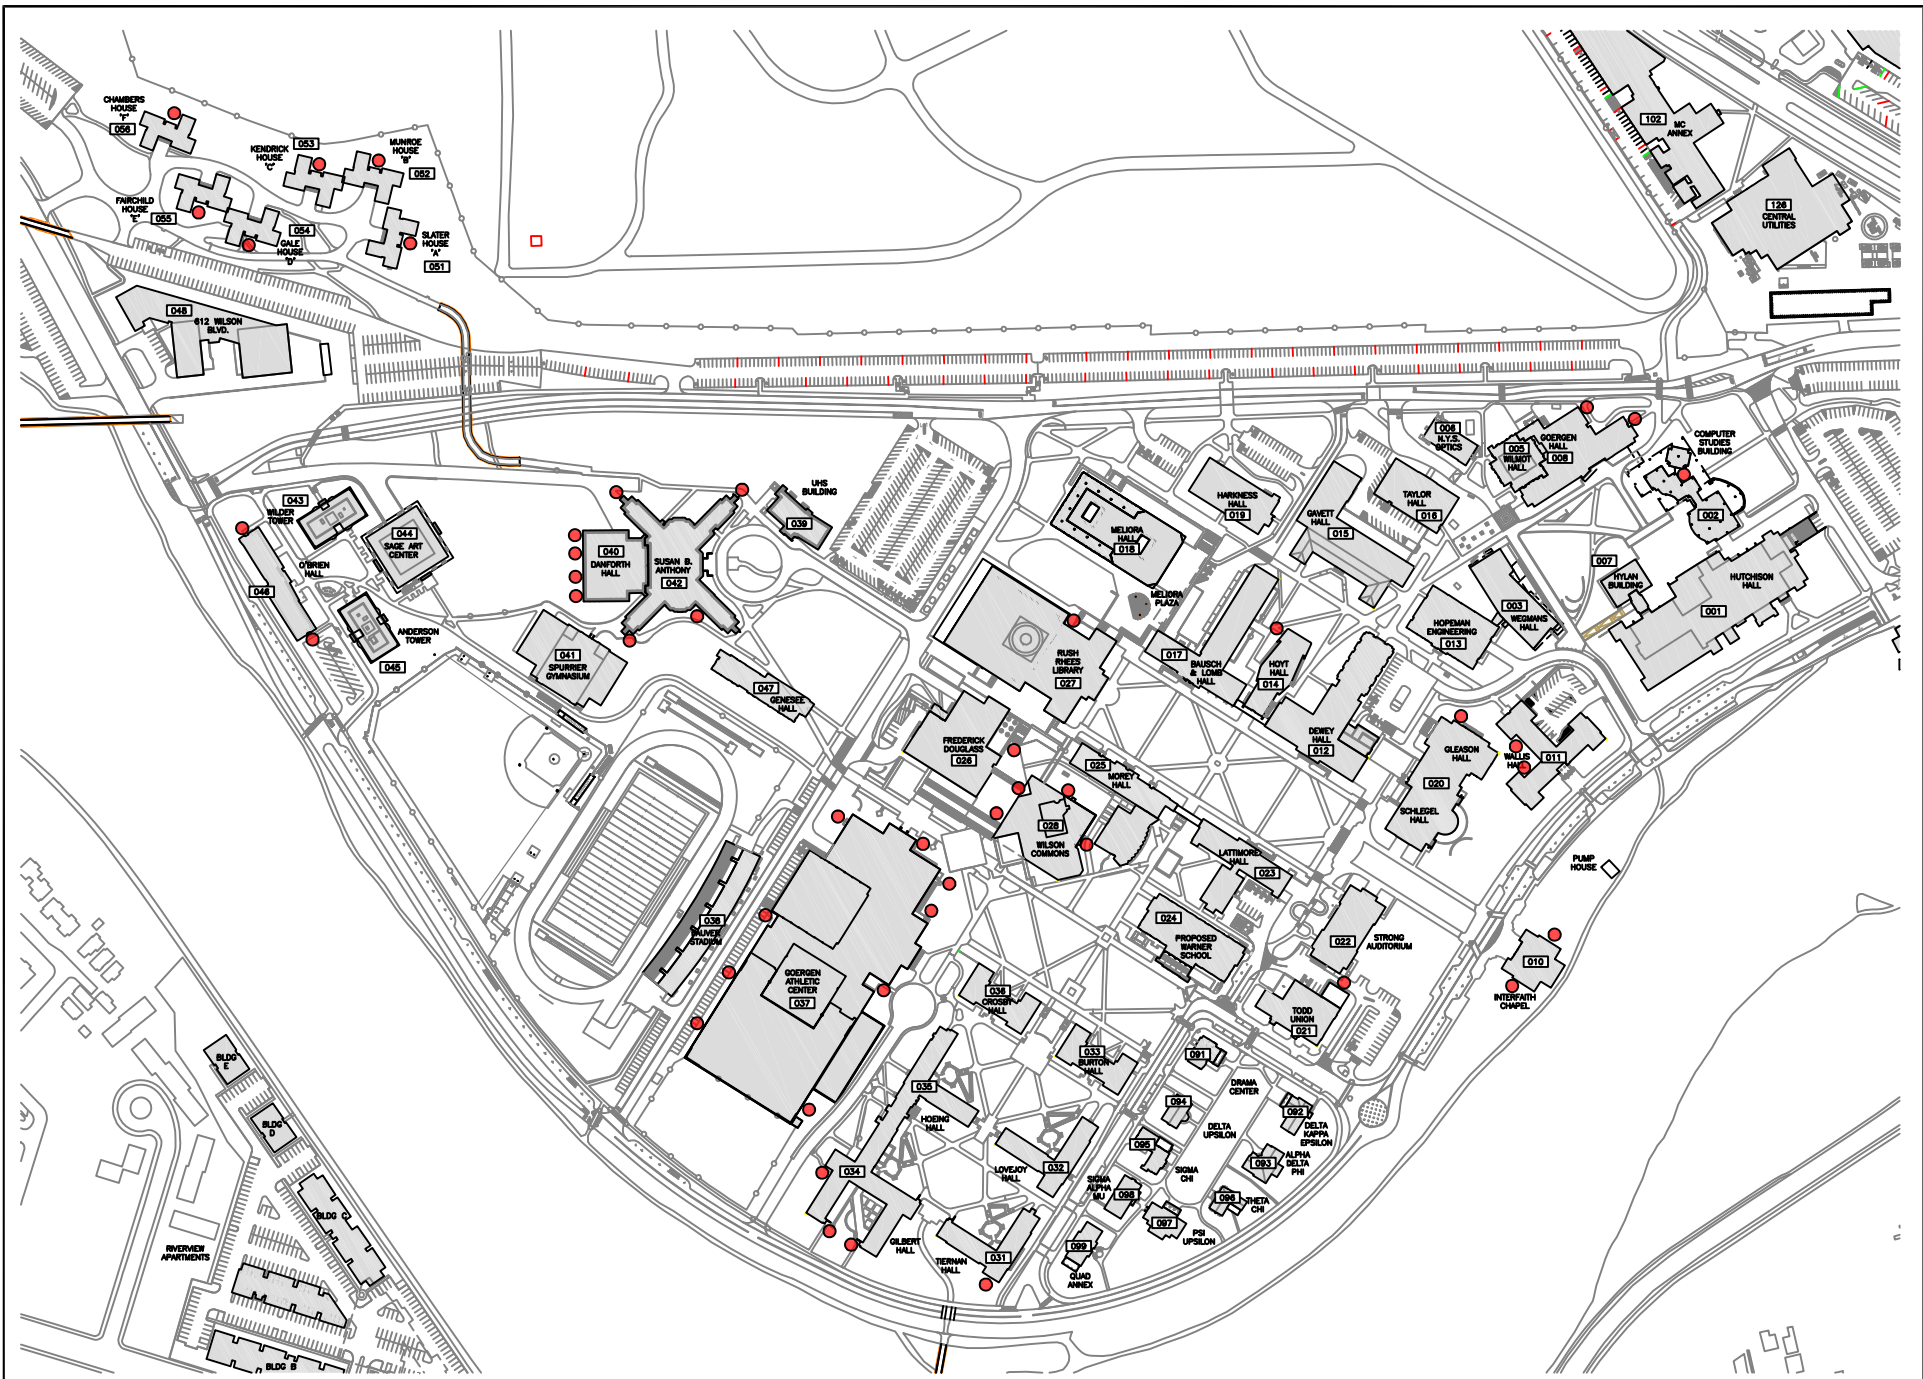 CHAMBERS
HOUSE
"F"
056
KENDRICK
HOUSE
"C"
053
MUNROE
HOUSE
"B"
052
FAIRCHILD
HOUSE
"E"
055
054
GALE
HOUSE
"D"
SLATER
HOUSE
"A"
051
048
612 WILSON
BLVD.
102
MC
ANNEX
126
CENTRAL
UTILITIES
006
N.Y.S.
OPTICS
005
WILMOT
HALL
GOERGEN
HALL
008
COMPUTER
STUDIES
BUILDING
002
043
WILDER
TOWER
044
SAGE ART
CENTER
O'BRIEN
HALL
046
ANDERSON
TOWER
045
040
DANFORTH
HALL
SUSAN B.
ANTHONY
042
UHS
BUILDING
039
041
SPURRIER
GYMNASIUM
047
GENESEE
HALL
MELIORA
HALL
018
HARKNESS
HALL
019
GAVETT
HALL
015
TAYLOR
HALL
016
MELIORA
PLAZA
007
HYLAN
BUILDING
HUTCHISON
HALL
001
003
WEGMANS
HALL
HOPEMAN
ENGINEERING
013
RUSH
RHEES
LIBRARY
027
017
BAUSCH
& LOMB
HALL
HOYT
HALL
014
DEWEY
HALL
012
GLEASON
HALL
020
SCHLEGEL
HALL
WALLIS
HALL
011
FREDERICK
DOUGLASS
026
025
MOREY
HALL
028
WILSON
COMMONS
LATTIMORE
HALL
023
024
PROPOSED
WARNER
SCHOOL
022
STRONG
AUDITORIUM
PUMP
HOUSE
010
INTERFAITH
CHAPEL
038
FAUVER
STADIUM
GOERGEN
ATHLETIC
CENTER
037
036
CROSBY
HALL
033
BURTON
HALL
TODD
UNION
021
091
DRAMA
CENTER
035
HOEING
HALL
094
DELTA
UPSILON
092
DELTA
KAPPA
EPSILON
095
SIGMA
CHI
093
ALPHA
DELTA
PHI
034
LOVEJOY
HALL
032
SIGMA
ALPHA
MU
098
096
THETA
CHI
097
PSI
UPSILON
GILBERT
HALL
TIERNAN
HALL
031
099
QUAD
ANNEX
BLDG
E
BLDG
D
BLDG C
RIVERVIEW
APARTMENTS
BLDG B